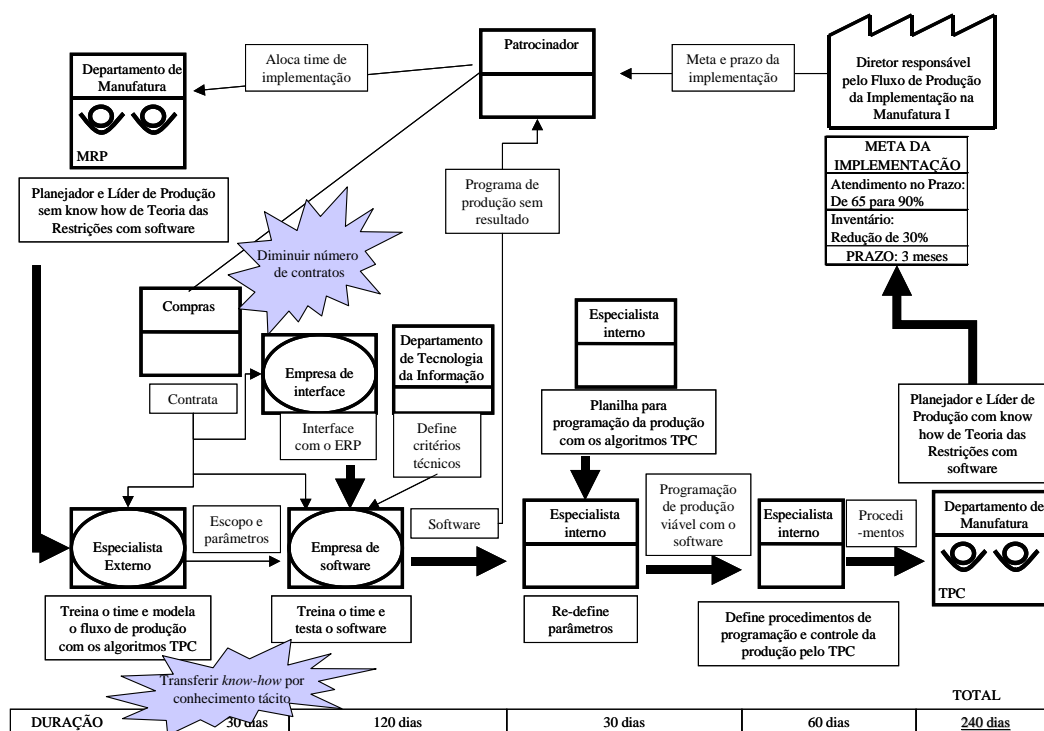 Departamento de
Manufatura
MRP
Aloca time de
implementação
Patrocinador
Meta e prazo da
implementação
Diretor responsável
pelo Fluxo de Produção
da Implementação na
Manufatura I
META DA
IMPLEMENTAÇÃO
Atendimento no Prazo:
De 65 para 90%
Inventário:
Redução de 30%
PRAZO: 3 meses
Planejador e Líder de Produção
sem know how de Teoria das
Restrições com software
Programa de
produção sem
resultado
Diminuir número
de contratos
Compras
Contrata
Empresa de
interface
Interface
com o ERP
Departamento
de Tecnologia
da Informação
Define
critérios
técnicos
Especialista
interno
Planilha para
programação da produção
com os algoritmos TPC
Planejador e Líder de
Produção com know
how de Teoria das
Restrições com
software
Especialista
Externo
Escopo e
parâmetros
Empresa de
software
Software
Especialista
interno
Programação
de produção
viável com o
software
Especialista
interno
Procedi
-mentos
Departamento de
Manufatura
TPC
Treina o time e modela
o fluxo de produção
com os algoritmos TPC
Treina o time e
testa o software
Re-define
parâmetros
Define procedimentos de
programação e controle da
produção pelo TPC
Transferir know-how por
conhecimento tácito
TOTAL
DURAÇÃO 30 dias 120 dias 30 dias 60 dias 240 dias